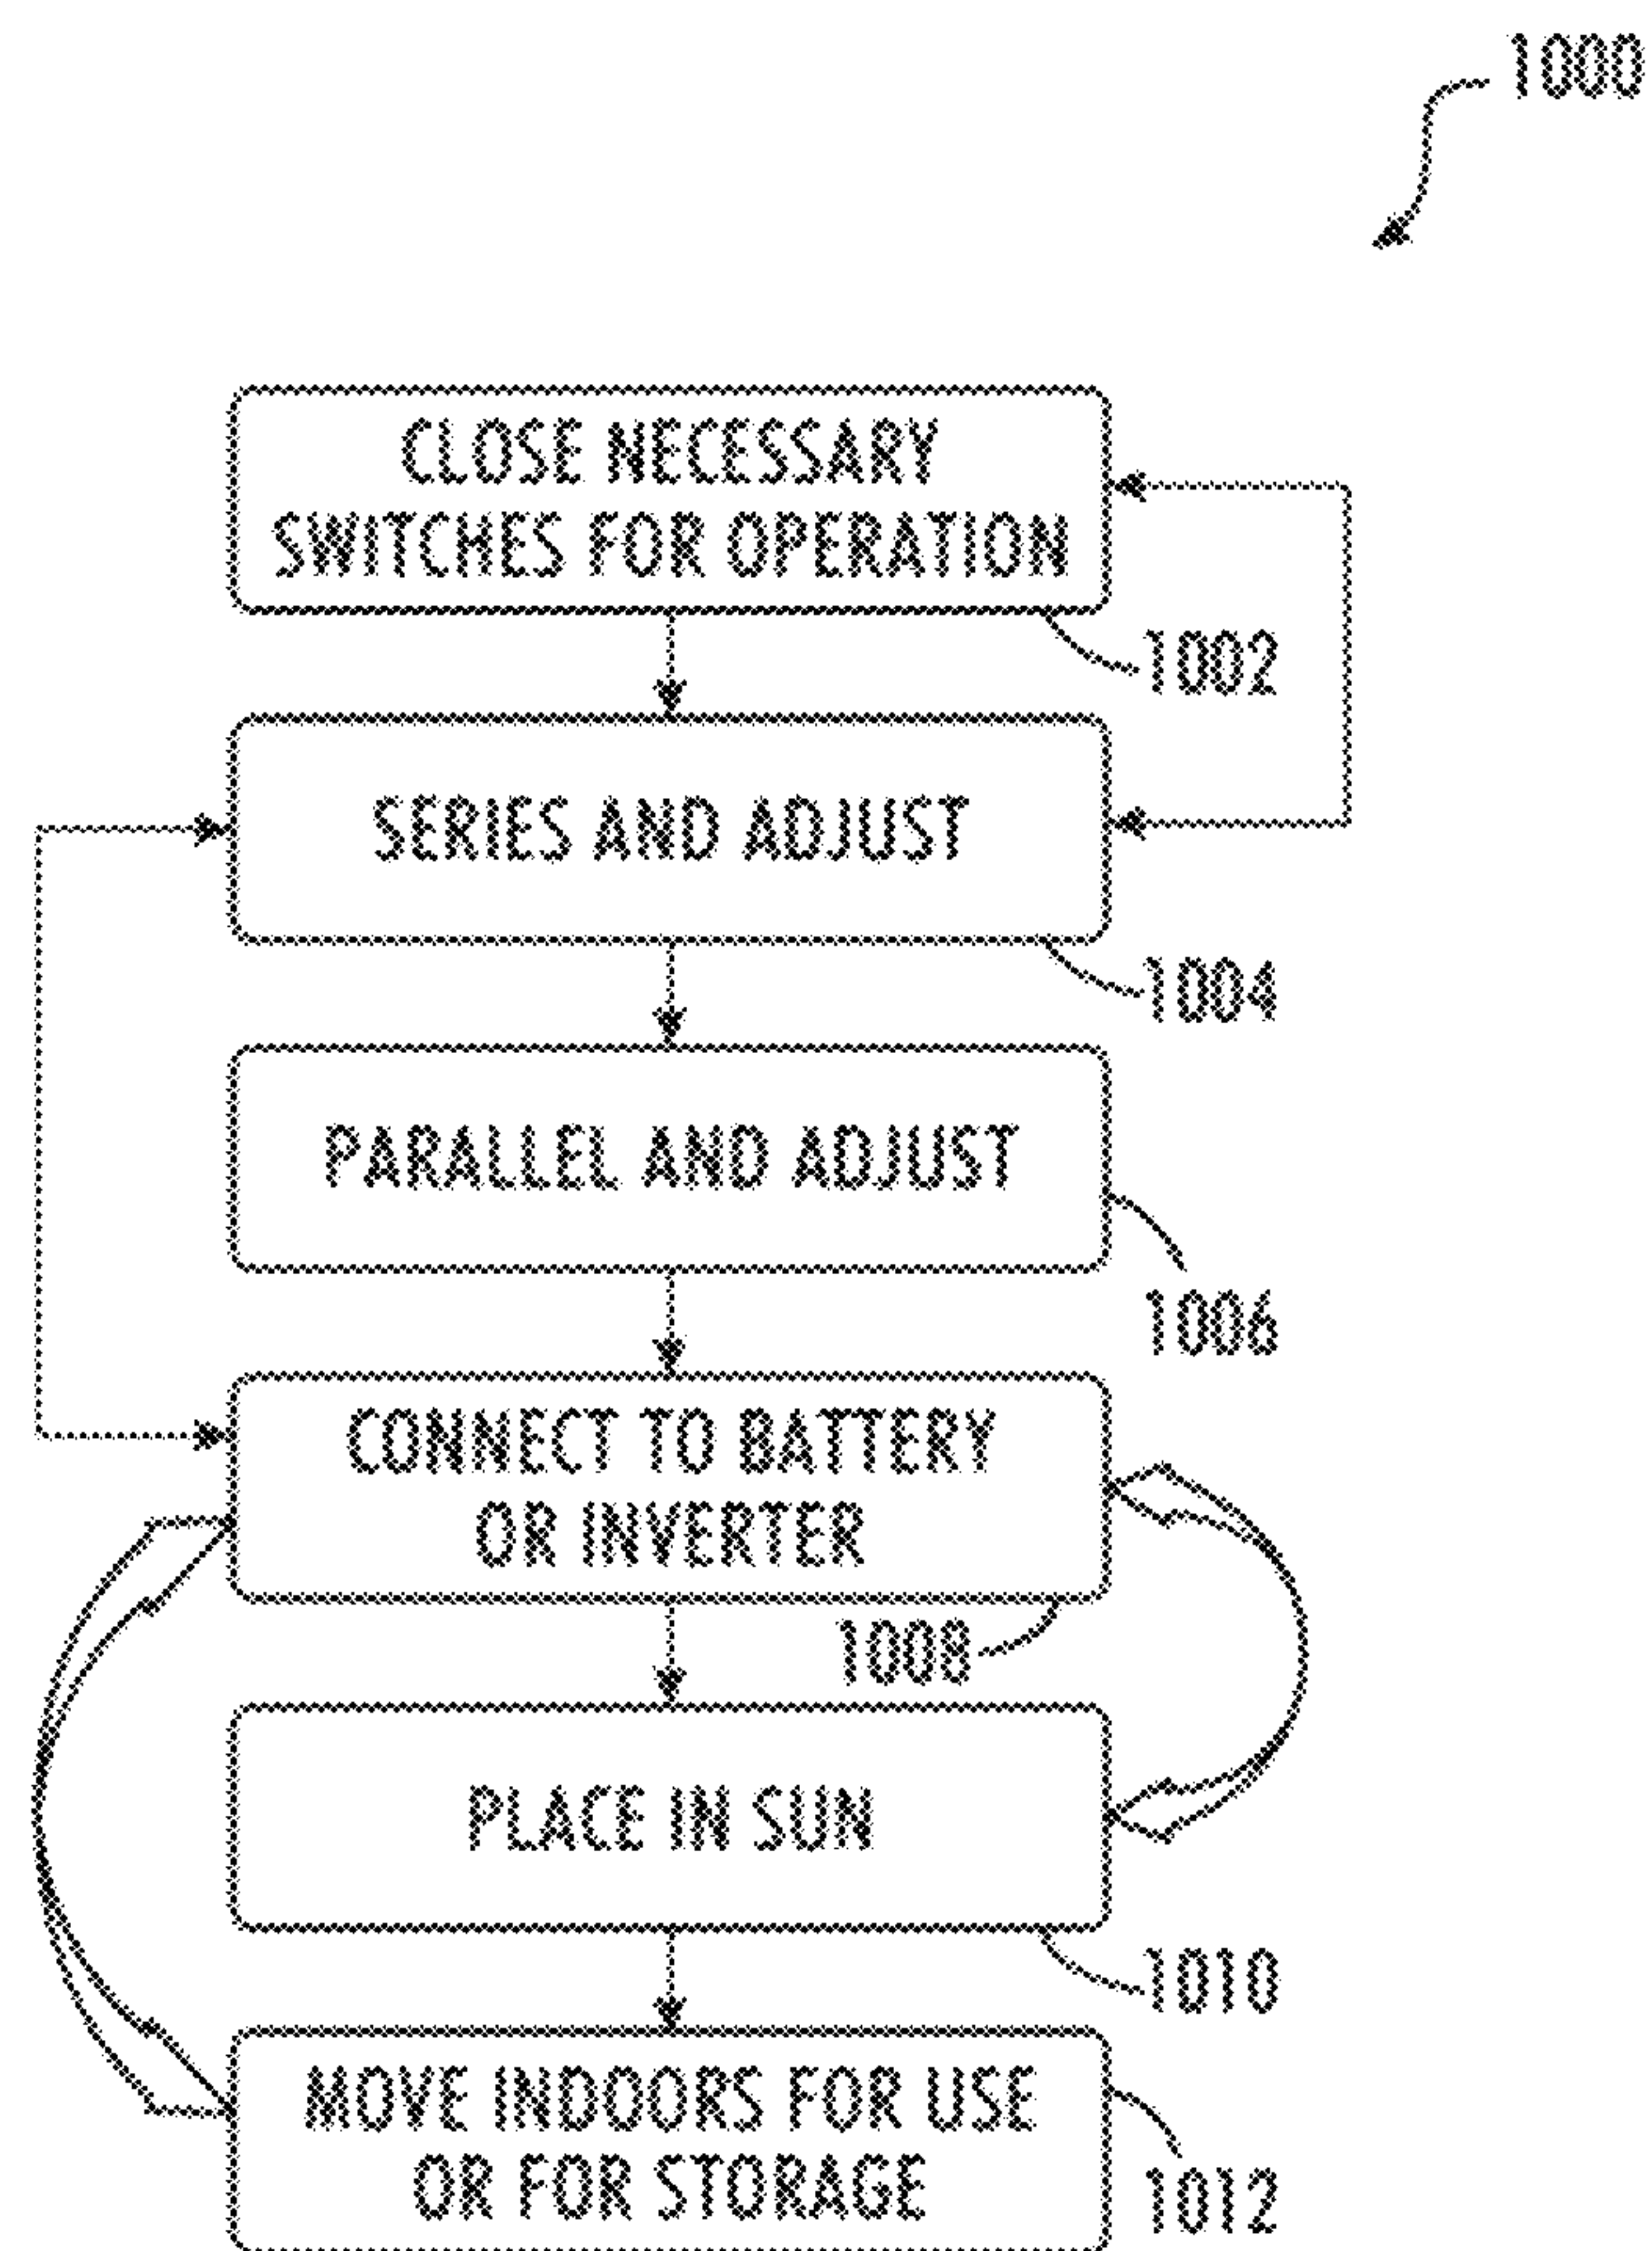 1000
CLOSE NECESSARY
SWITCHES FOR OPERATION
1002
SERIES AND ADJUST
1004
PARALLEL AND ADJUST
1006
CONNECT TO BATTERY
OR INVERTER
1008
PLACE IN SUN
1010
MOVE INDOORS FOR USE
OR FOR STORAGE
1012